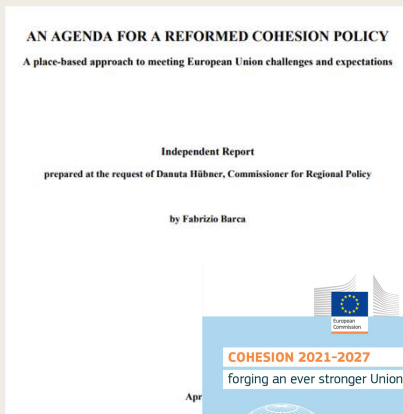 AN AGENDA FOR A REFORMED COHESION POLICY
A place-based approach to meeting European Union challenges and expectations
Independent Report
prepared at the request of Danuta Hübner, Commissioner for Regional Policy
by Fabrizio Barca
Apr
European
Commission
COHESION 2021-2027
forging an ever stronger Union